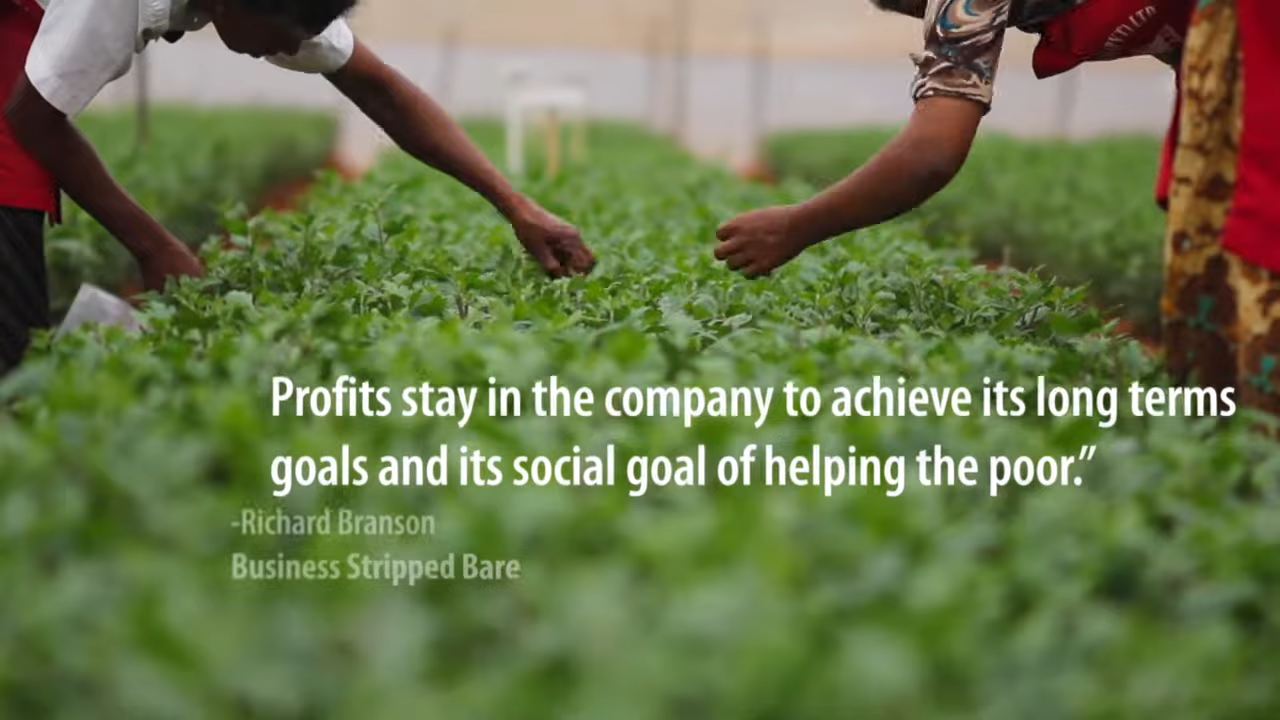 Profits stay in the company to achieve its long terms
goals and its social goal of helping the poor.”
-Richard Branson
Business Stripped Bare